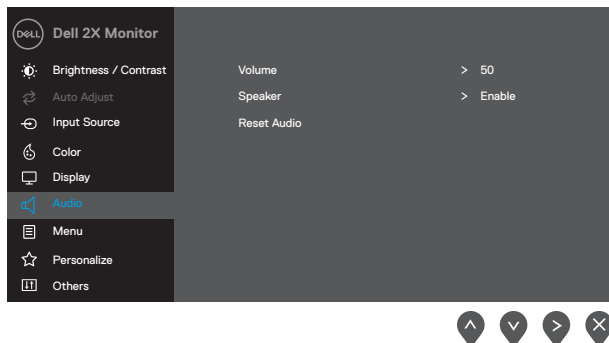 DELL Dell 2X Monitor
Brightness / Contrast
Auto Adjust
Input Source
Color
Display
Audio
Menu
Personalize
Others
Volume > 50
Speaker > Enable
Reset Audio